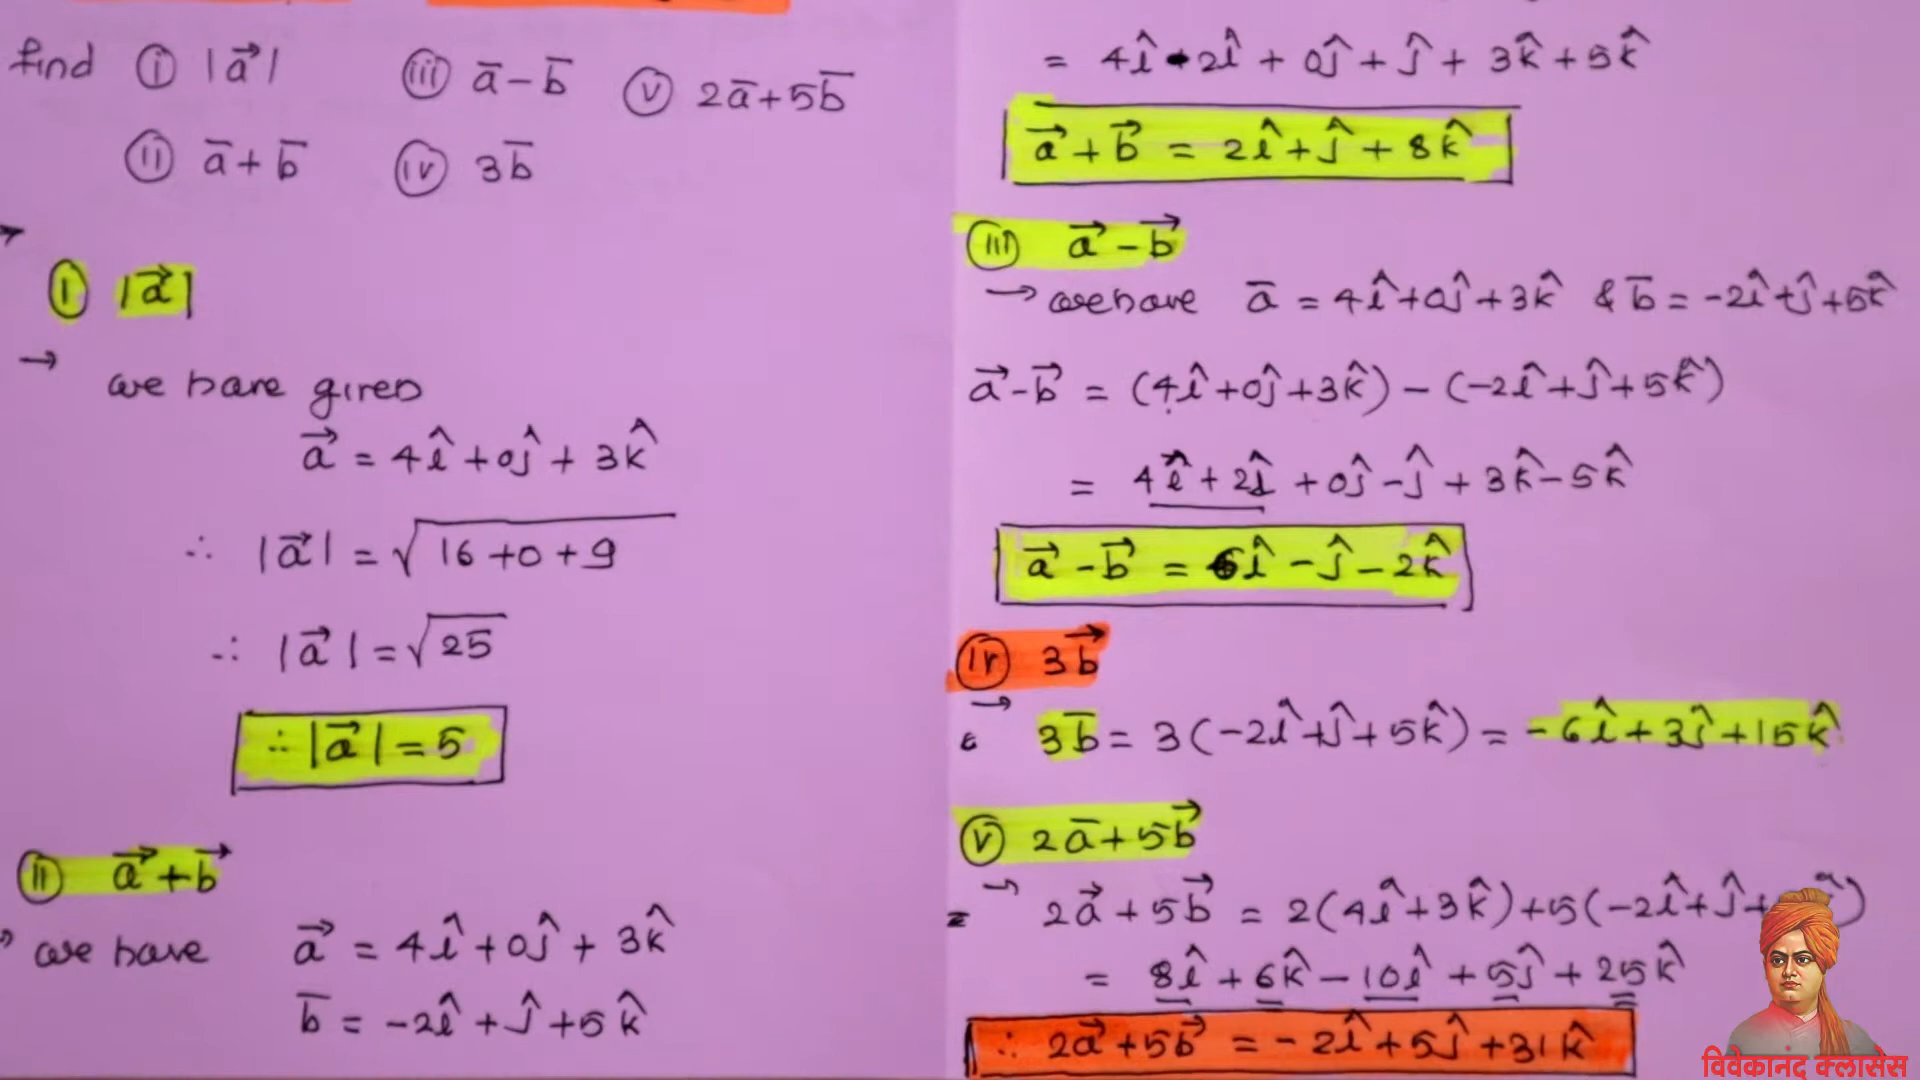 find (i) |a⃗| (iii) a̅ - b̅ (v) 2a̅ + 5b̅
(ii) a̅ + b̅ (iv) 3b̅
→
(i) |a⃗|
→
we have given
a⃗ = 4î + 0ĵ + 3k̂
∴ |a⃗| = √16 + 0 + 9
∴ |a⃗| = √25
∴ |a⃗| = 5
(ii) a⃗ + b⃗
→ we have a⃗ = 4î + 0ĵ + 3k̂
b̅ = -2î + ĵ + 5k̂
= 4î - 2î + 0ĵ + ĵ + 3k̂ + 5k̂
a⃗ + b⃗ = 2î + ĵ + 8k̂
(iii) a⃗ - b⃗
→ we have a̅ = 4î + 0ĵ + 3k̂ & b̅ = -2î + ĵ + 5k̂
a⃗ - b⃗ = (4î + 0ĵ + 3k̂) - (-2î + ĵ + 5k̂)
= 4î + 2î + 0ĵ - ĵ + 3k̂ - 5k̂
a⃗ - b⃗ = 6î - ĵ - 2k̂
(iv) 3b⃗
→
3b̅ = 3(-2î + ĵ + 5k̂) = -6î + 3ĵ + 15k̂
(v) 2a̅ + 5b⃗
→ 2a⃗ + 5b⃗ = 2(4î + 3k̂) + 5(-2î + ĵ + )
= 8î + 6k̂ - 10î + 5ĵ + 25k̂
∴ 2a⃗ + 5b⃗ = -2î + 5ĵ + 31k̂
विवेकानंद क्लासेस